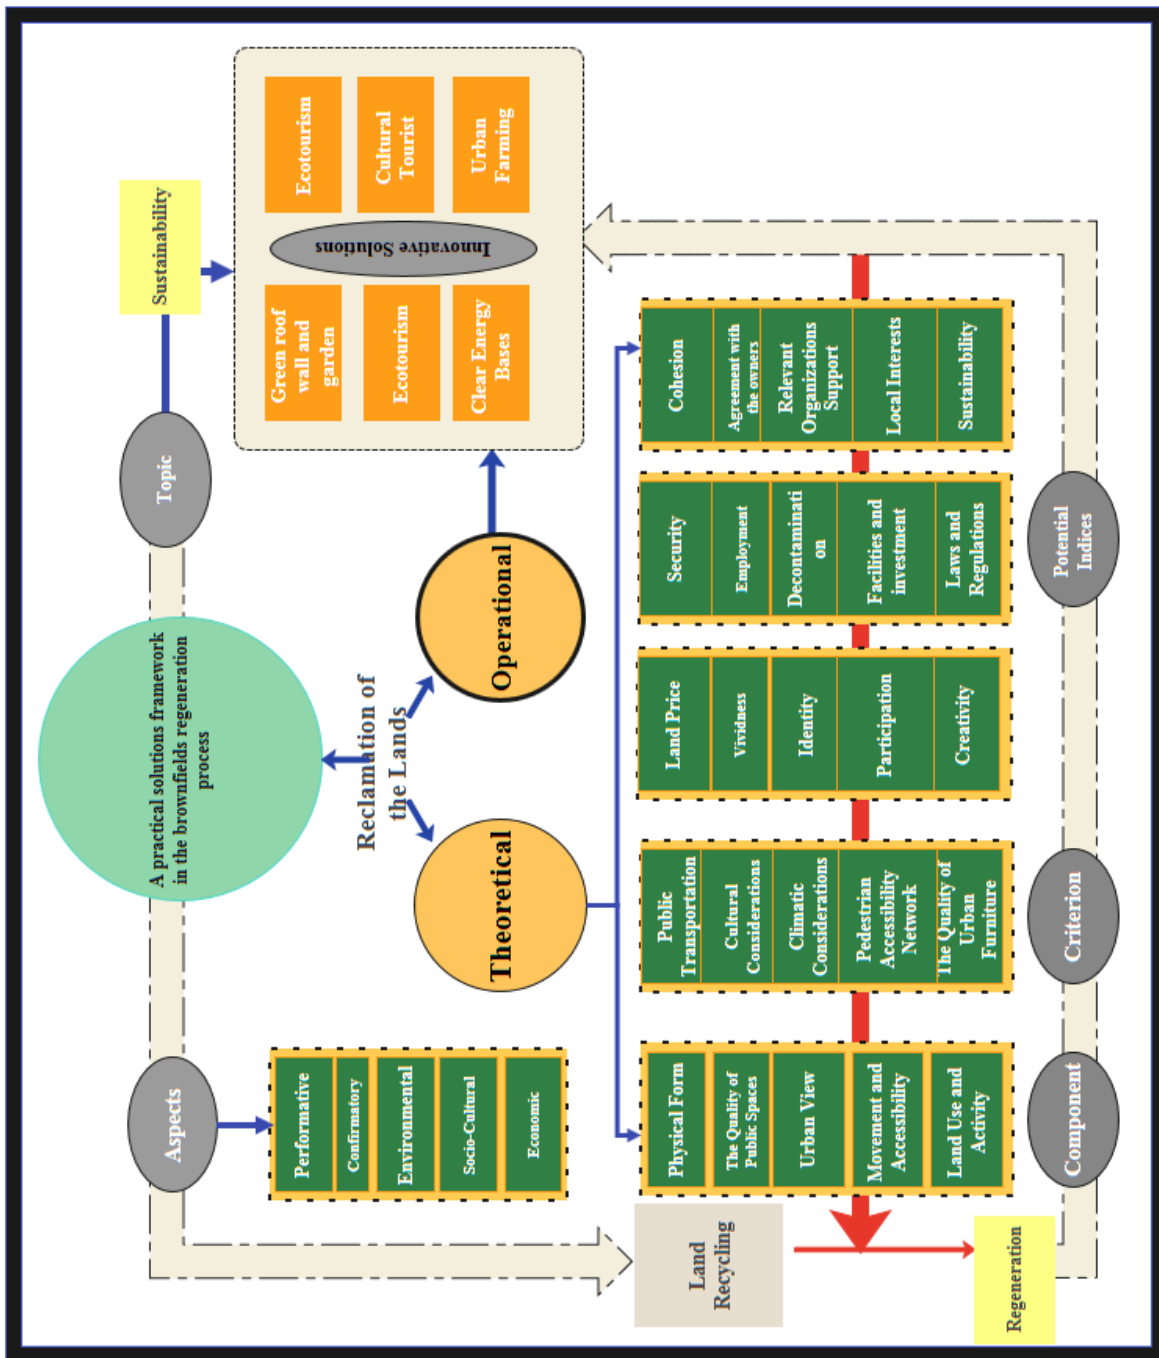 A practical solutions framework
in the brownfields regeneration
process
Aspects
Topic
Sustainability
Performative
Confirmatory
Environmental
Socio-Cultural
Economic
Reclamation of
the Lands
Theoretical
Operational
Green roof
wall and
garden
Ecotourism
Clear Energy
Bases
Innovative Solutions
Ecotourism
Cultural
Tourist
Urban
Farming
Land
Recycling
Regeneration
Physical Form
The Quality of
Public Spaces
Urban View
Movement and
Accessibility
Land Use and
Activity
Public
Transportation
Cultural
Considerations
Climatic
Considerations
Pedestrian
Accessibility
Network
The Quality of
Urban
Furniture
Land Price
Vividness
Identity
Participation
Creativity
Security
Employment
Decontaminati
on
Facilities and
investment
Laws and
Regulations
Cohesion
Agreement with
the owners
Relevant
Organizations
Support
Local Interests
Sustainability
Component
Criterion
Potential
Indices